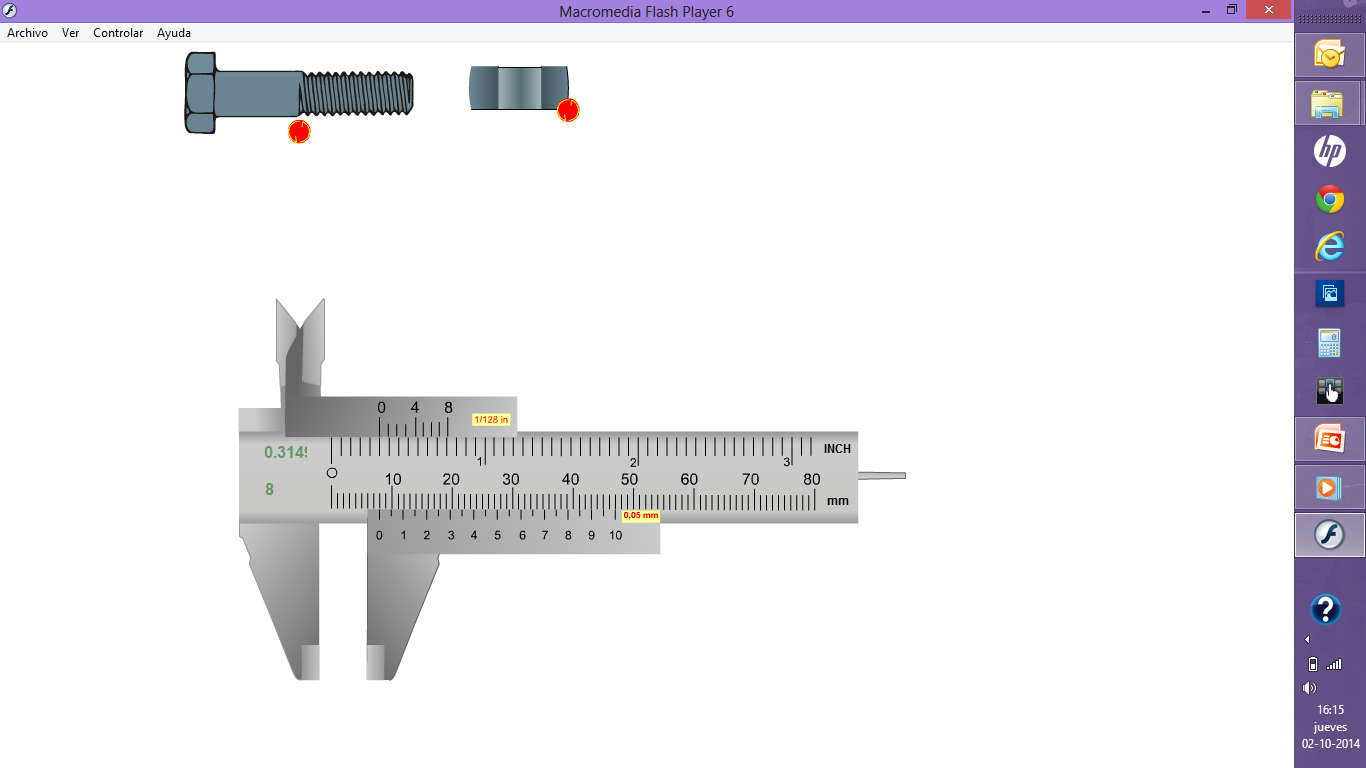 Macromedia Flash Player 6
Archivo Ver Controlar Ayuda
0 4 8
1/128 in
0.3149
1 2 3 INCH
0
10 20 30 40 50 60 70 80
8
mm
0,05 mm
0 1 2 3 4 5 6 7 8 9 10
hp
16:15
jueves
02-10-2014